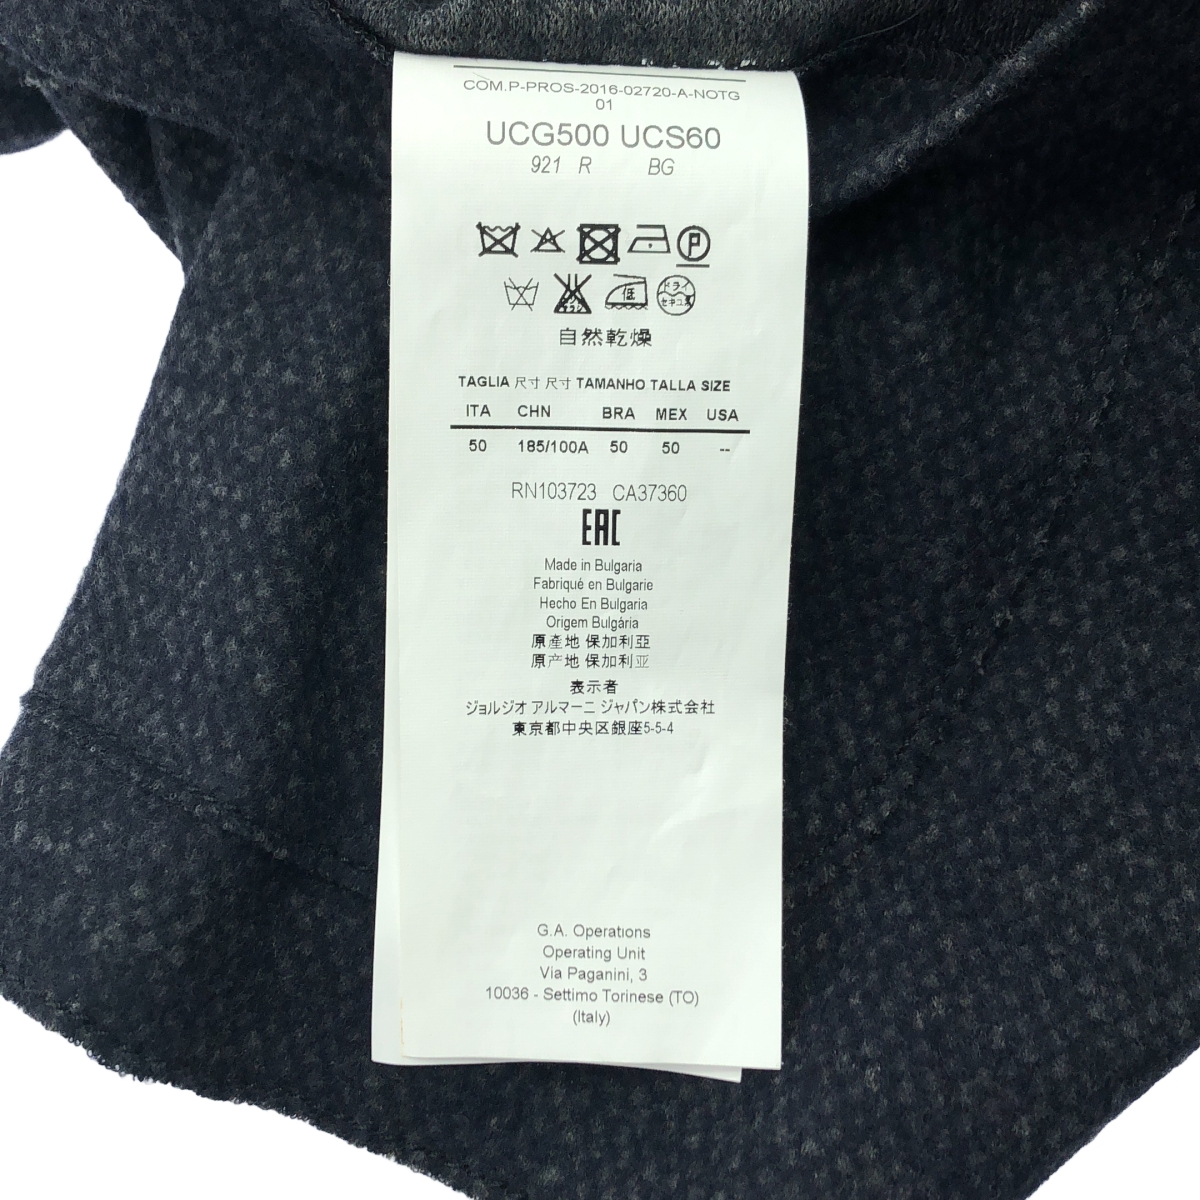 COM.P-PROS-2016-02720-A-NOTG
01
UCG500 UCS60
921 R BG
P
低 ドライ
自然乾燥
TAGLIA 尺寸 尺寸 TAMANHO TALLA SIZE
ITA CHN BRA MEX USA
50 185/100A 50 50 --
RN103723 CA37360
EAC
Made in Bulgaria
Fabriqué en Bulgarie
Hecho En Bulgaria
Origem Bulgária
原產地 保加利亞
原产地 保加利亚
表示者
ジョルジオ アルマーニ ジャパン株式会社
東京都中央区銀座5-5-4
G.A. Operations
Operating Unit
Via Paganini, 3
10036 - Settimo Torinese (TO)
(Italy)